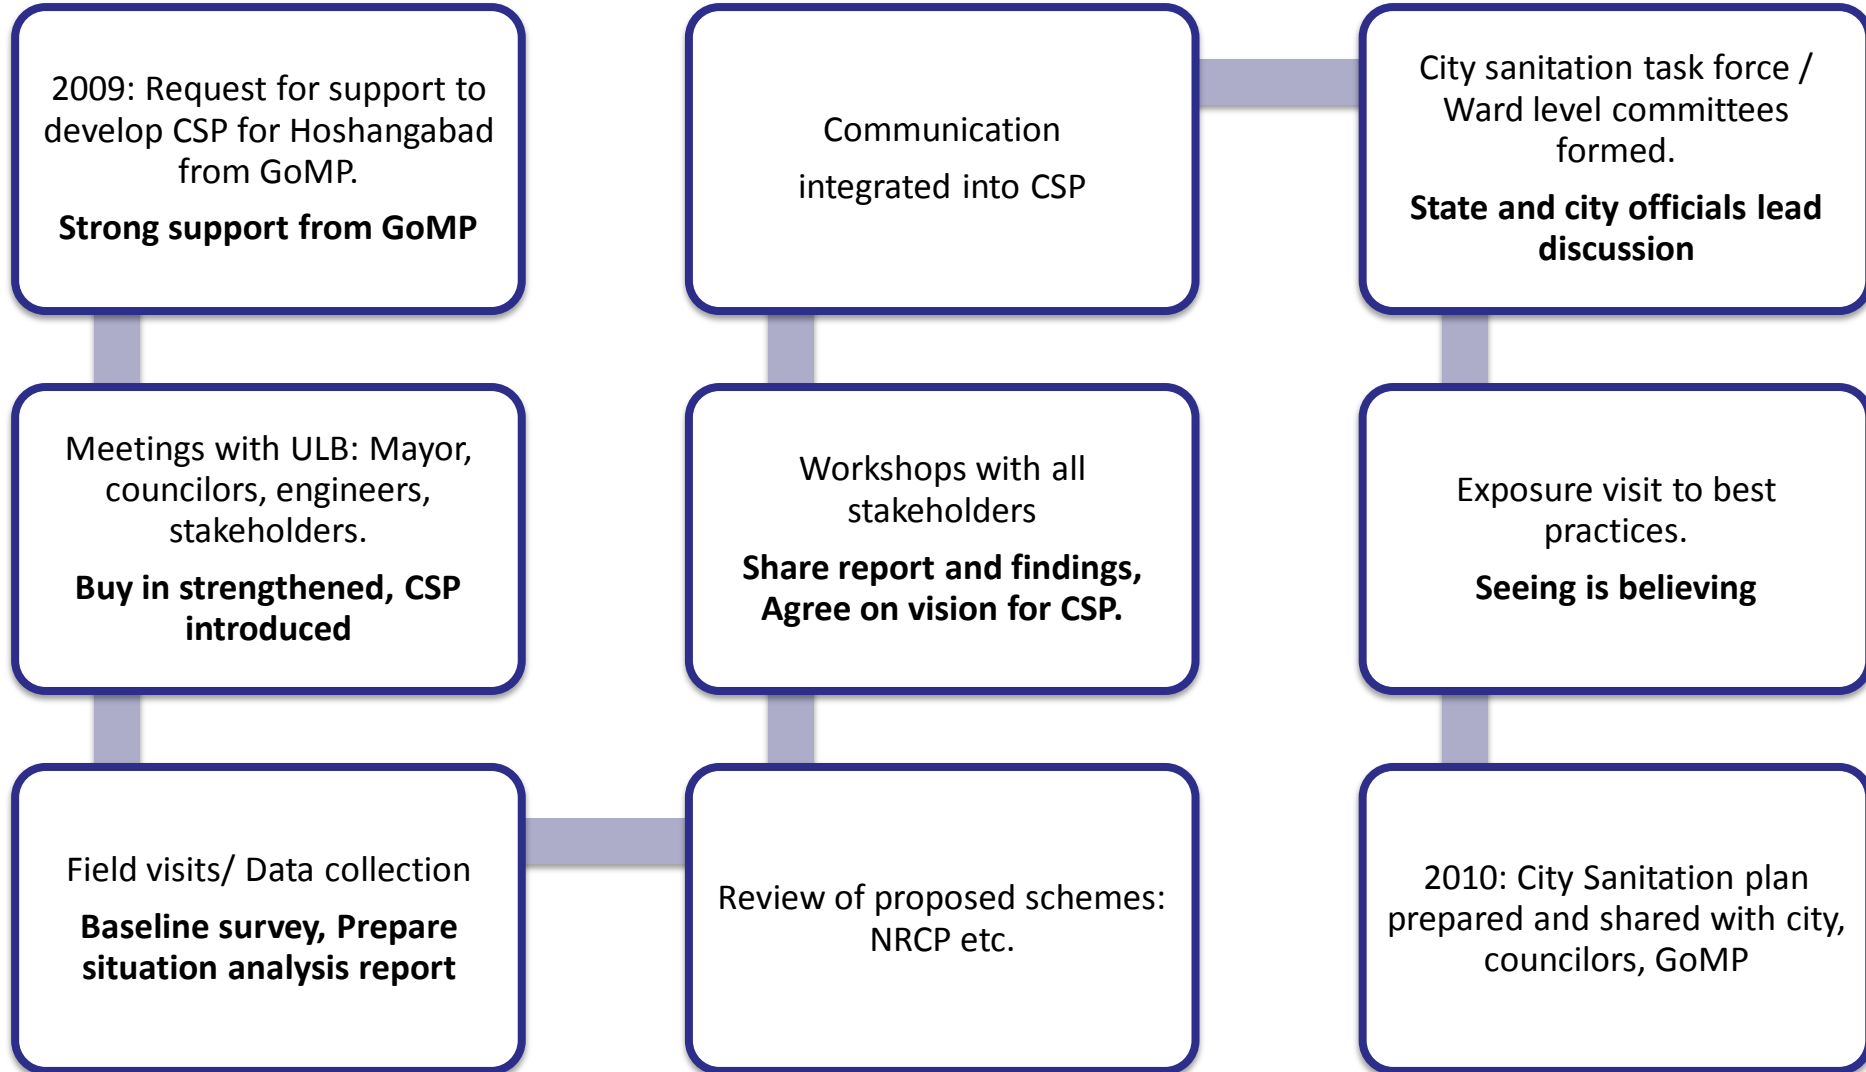 2009: Request for support to
develop CSP for Hoshangabad
from GoMP.
Strong support from GoMP
Meetings with ULB: Mayor,
councilors, engineers,
stakeholders.
Buy in strengthened, CSP
introduced
Field visits/ Data collection
Baseline survey, Prepare
situation analysis report
Review of proposed schemes:
NRCP etc.
Workshops with all
stakeholders
Share report and findings,
Agree on vision for CSP.
Communication
integrated into CSP
City sanitation task force /
Ward level committees
formed.
State and city officials lead
discussion
Exposure visit to best
practices.
Seeing is believing
2010: City Sanitation plan
prepared and shared with city,
councilors, GoMP